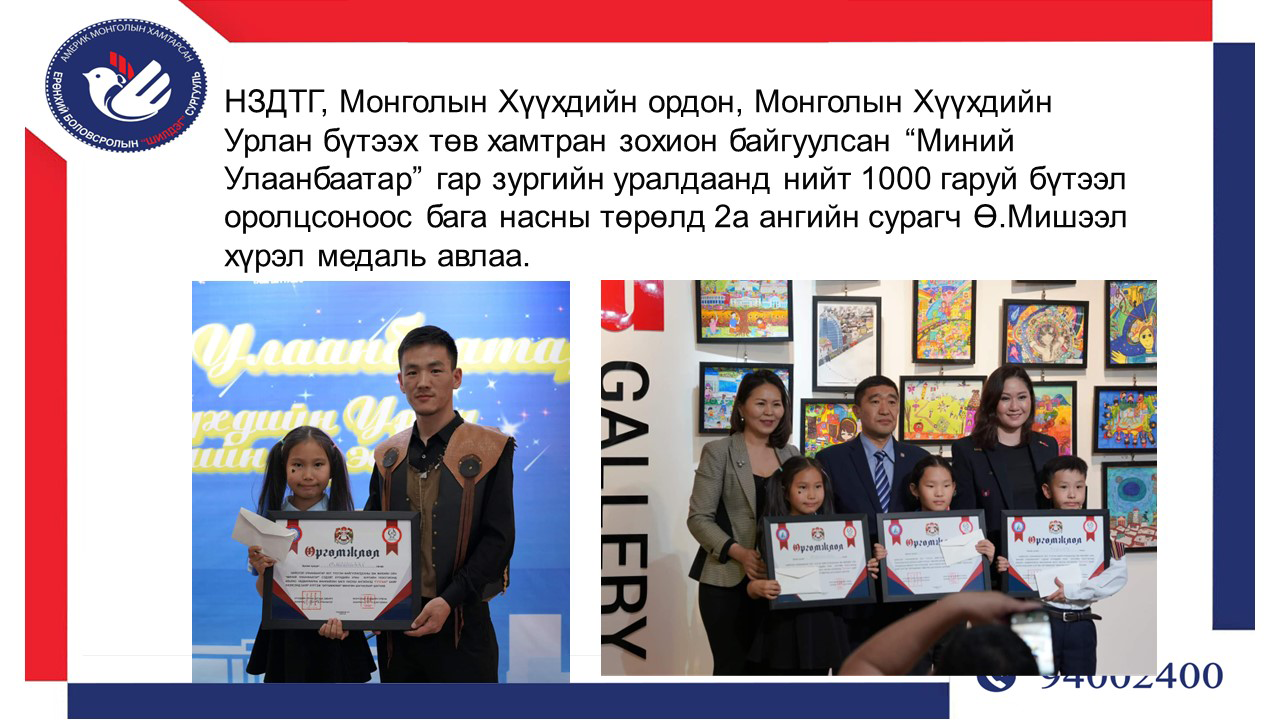 АМЕРИК МОНГОЛЫН ХАМТАРСАН
ЕРӨНХИЙ БОЛОВСРОЛЫН "ШИЛДЭГ" СУРГУУЛЬ
НЗДТГ, Монголын Хүүхдийн ордон, Монголын Хүүхдийн
Урлан бүтээх төв хамтран зохион байгуулсан “Миний
Улаанбаатар” гар зургийн уралдаанд нийт 1000 гаруй бүтээл
оролцсоноос бага насны төрөлд 2а ангийн сурагч Ө.Мишээл
хүрэл медаль авлаа.
Улаанбаата
Өргөмжлөл
GALLERY
Өргөмжлөл
Өргөмжлөл
Өргөмжлөл
94002400